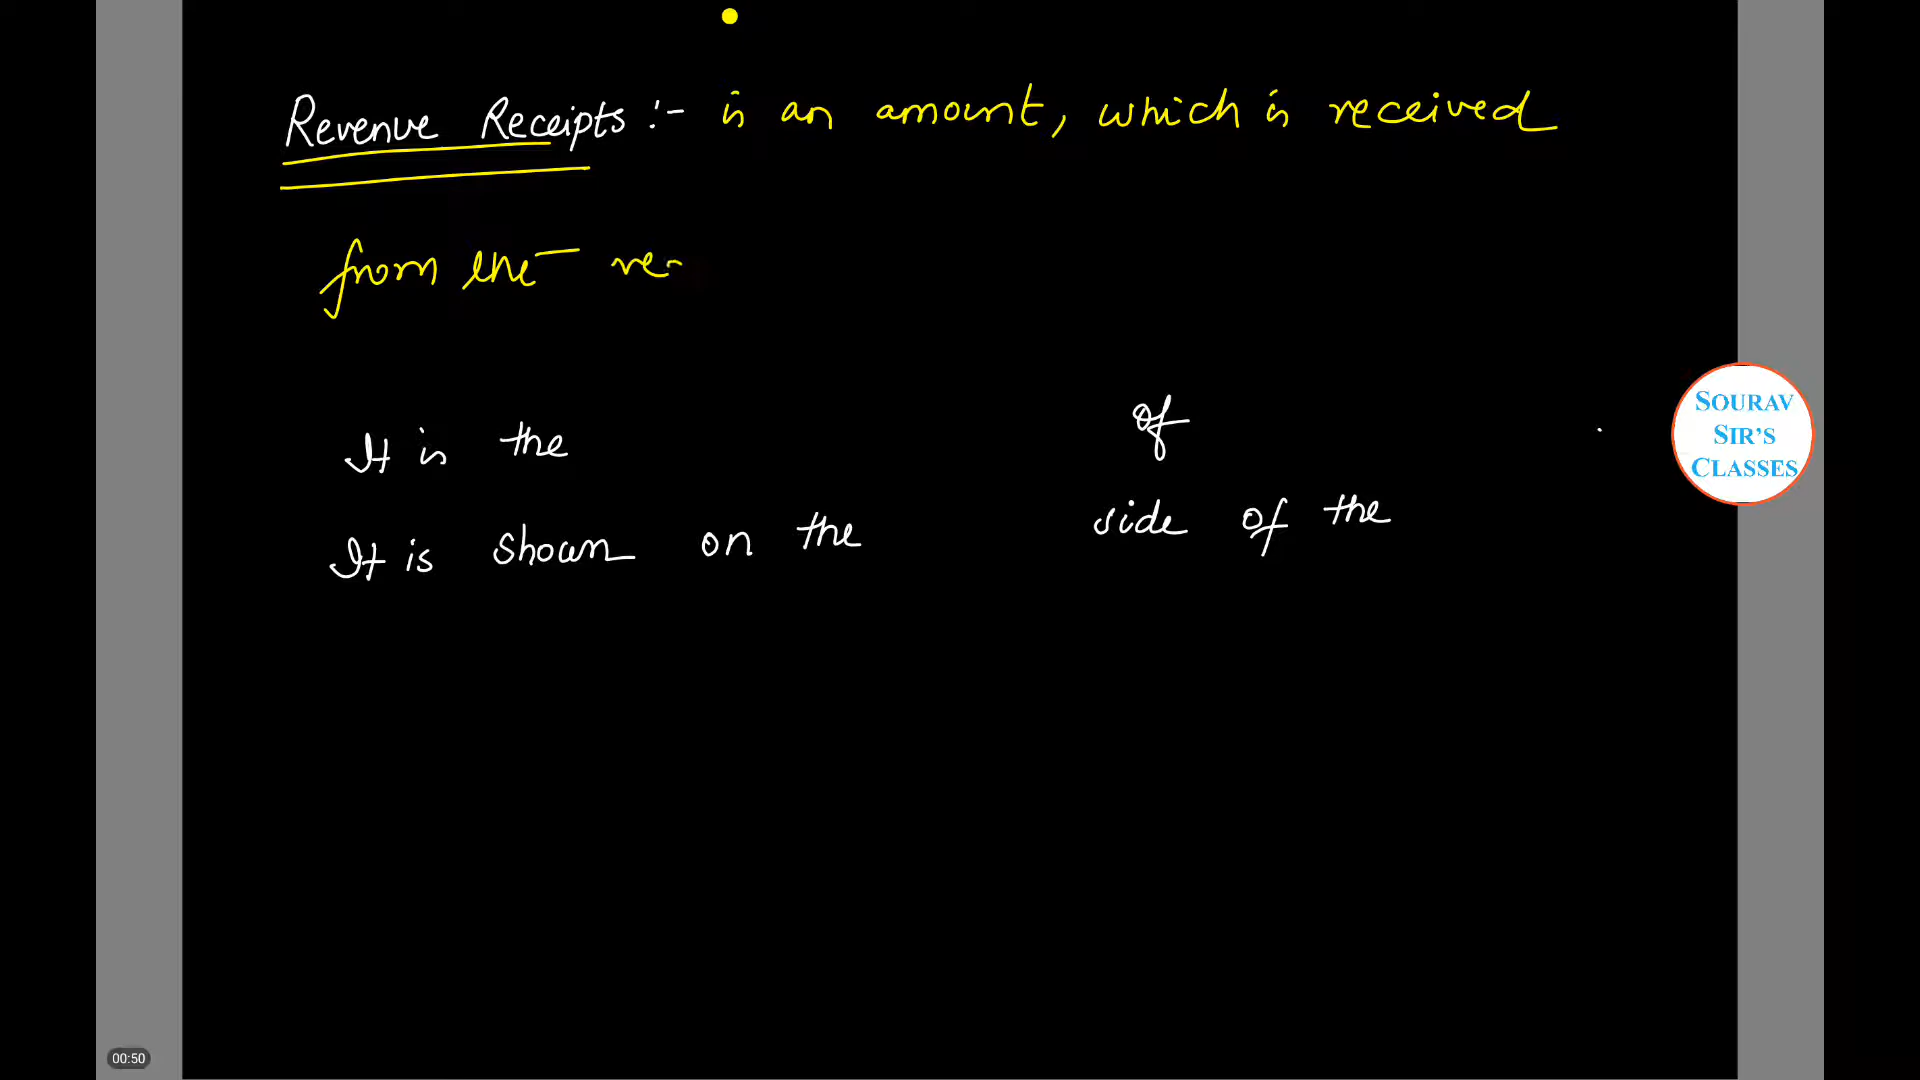 Revenue Receipts :- is an amount, which is received
from the re
It is the of
It is shown on the side of the
SOURAV
SIR'S
CLASSES
00:50